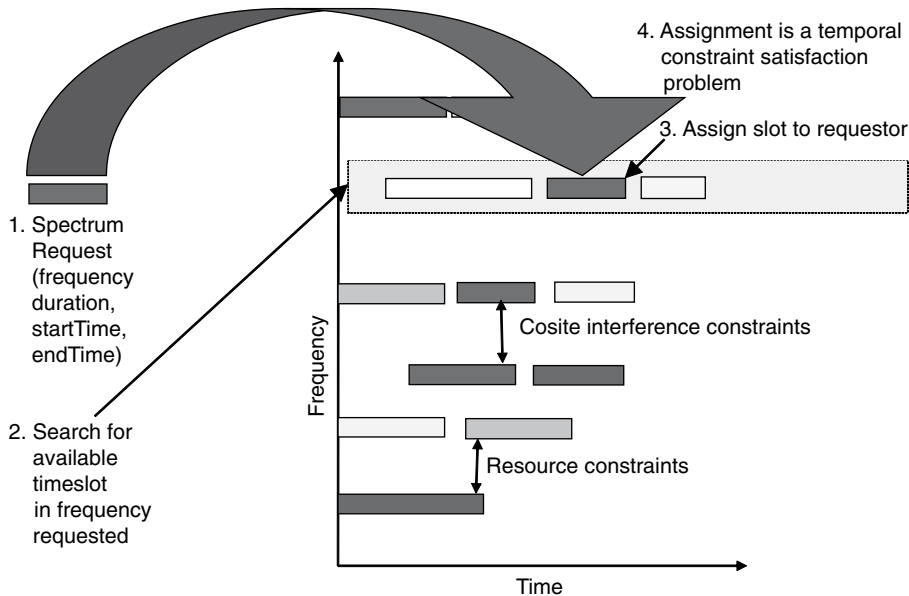 4. Assignment is a temporal
constraint satisfaction
problem
3. Assign slot to requestor
1. Spectrum
Request
(frequency
duration,
startTime,
endTime)
Cosite interference constraints
Frequency
2. Search for
available
timeslot
in frequency
requested
Resource constraints
Time